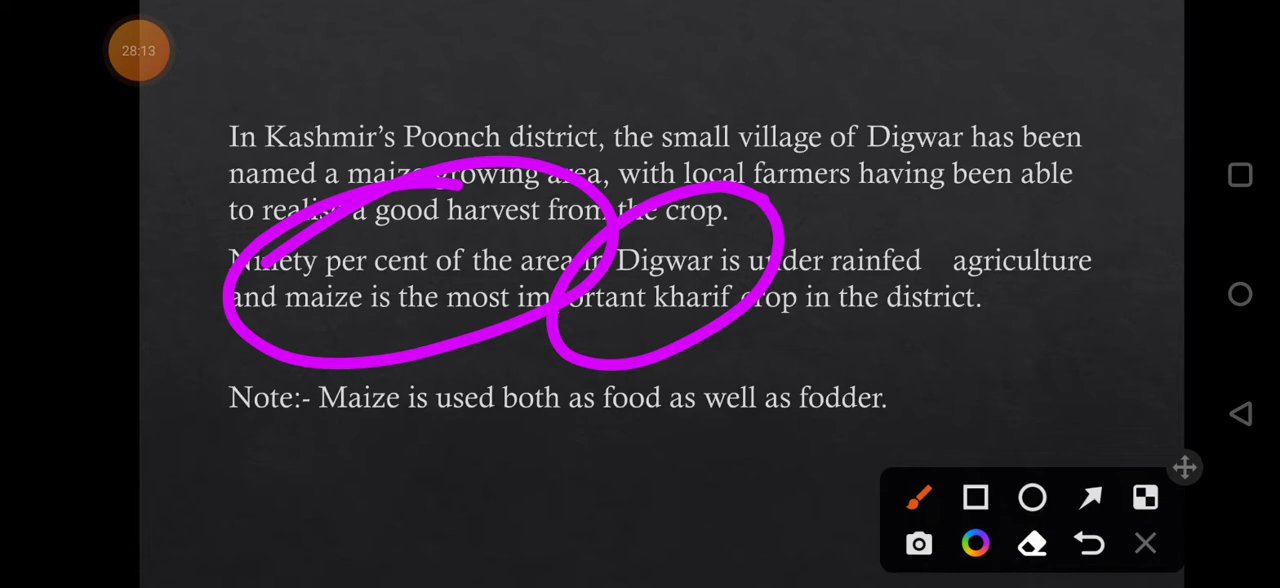 28:13
In Kashmir's Poonch district, the small village of Digwar has been
named a maize growing area, with local farmers having been able
to realise a good harvest from the crop.
Ninety per cent of the area in Digwar is under rainfed agriculture
and maize is the most important kharif crop in the district.
Note:- Maize is used both as food as well as fodder.